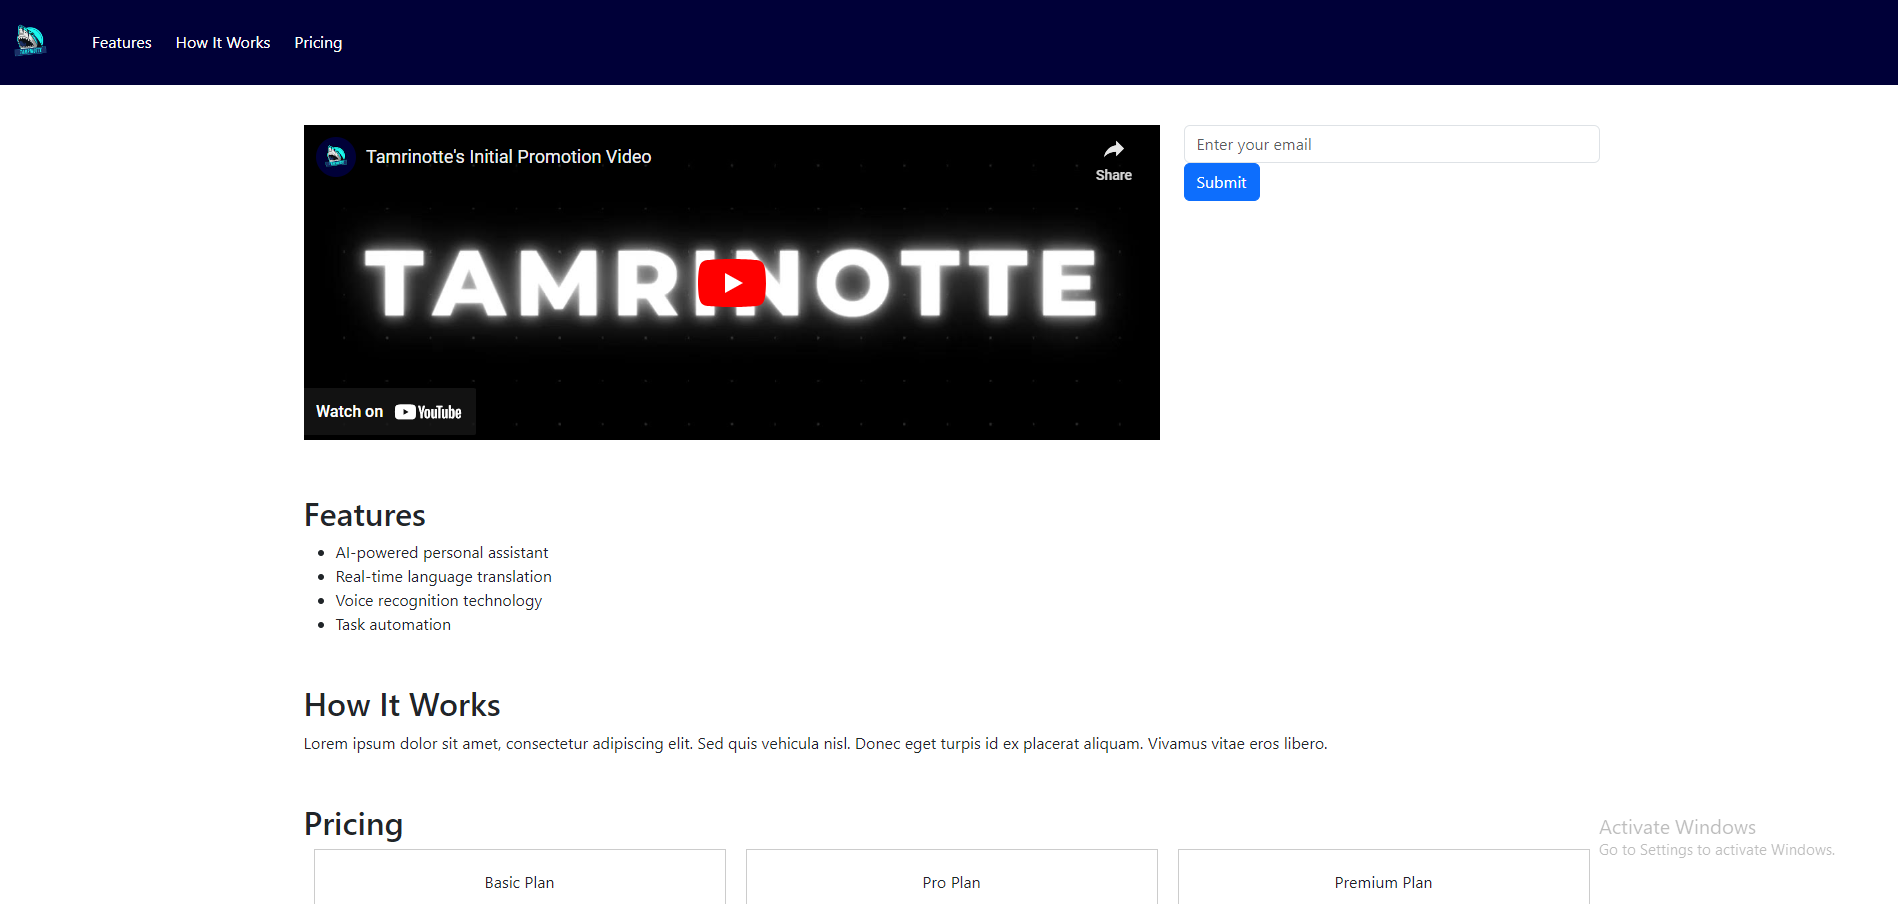 TAMRINOTTE
Features How It Works Pricing
Tamrinotte's Initial Promotion Video
Share
TAMRINOTTE
Watch on YouTube
Enter your email
Submit
Features
AI-powered personal assistant
Real-time language translation
Voice recognition technology
Task automation
How It Works
Lorem ipsum dolor sit amet, consectetur adipiscing elit. Sed quis vehicula nisl. Donec eget turpis id ex placerat aliquam. Vivamus vitae eros libero.
Pricing
Basic Plan Pro Plan Premium Plan
Activate Windows
Go to Settings to activate Windows.